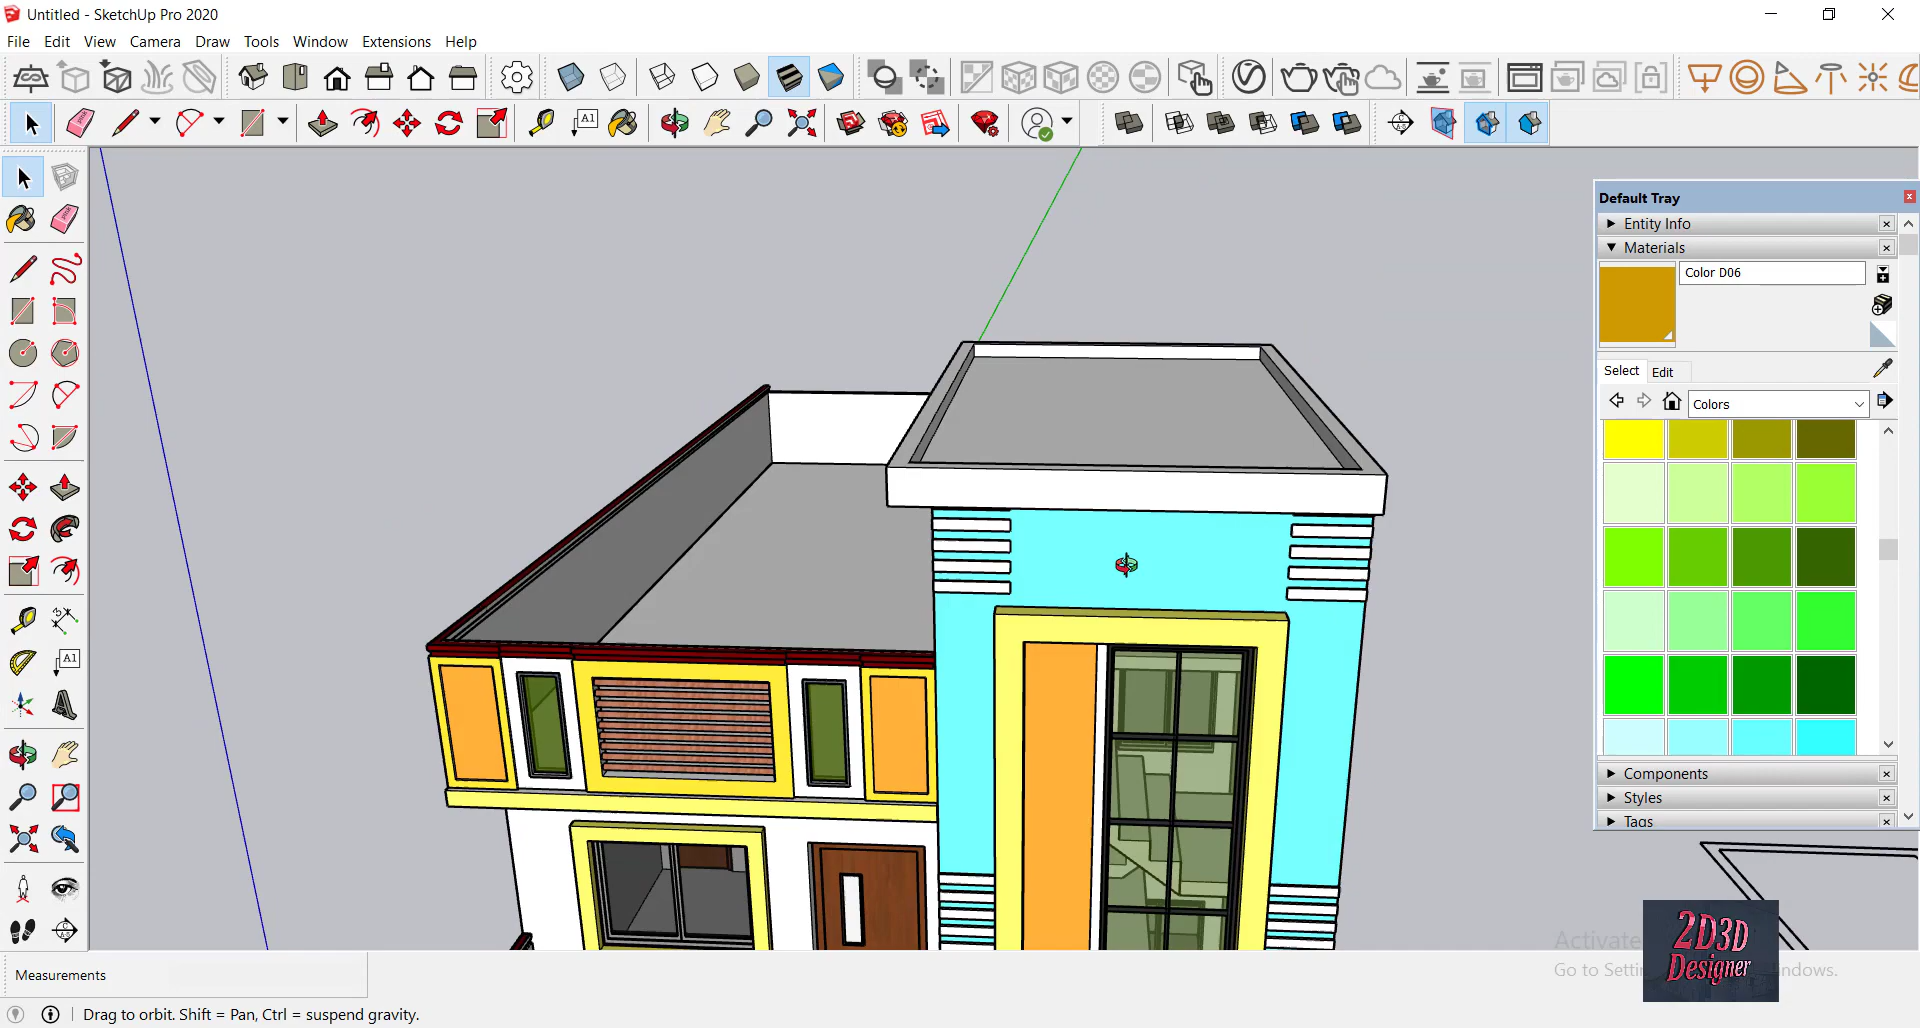 Untitled - SketchUp Pro 2020
File Edit View Camera Draw Tools Window Extensions Help
A1
Default Tray
Entity Info
Materials
Color D06
Select Edit
Colors
Components
Styles
Tags
A1
Activate
Go to Setti ndows.
2D3D
Designer
Measurements
Drag to orbit. Shift = Pan, Ctrl = suspend gravity.